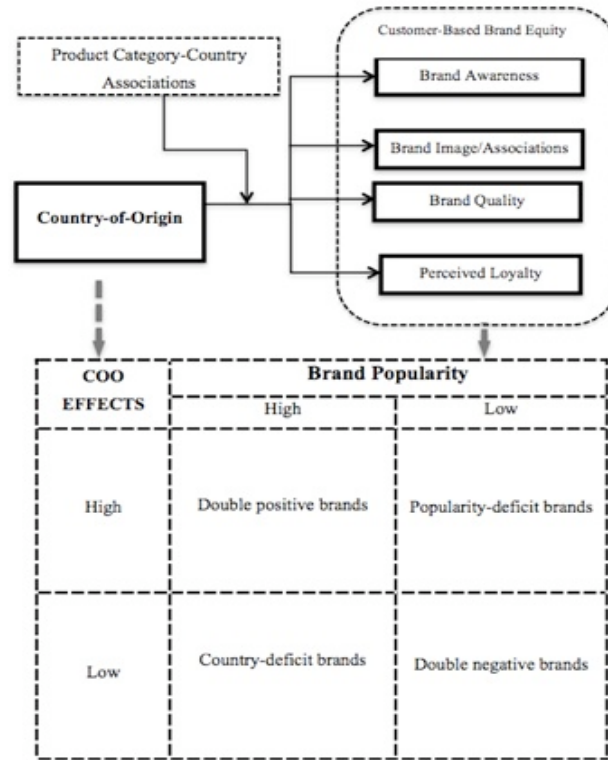 Customer-Based Brand Equity
Product Category-Country
Associations
Brand Awareness
Brand Image/Associations
Country-of-Origin
Brand Quality
Perceived Loyalty
COO
EFFECTS
Brand Popularity
High
Low
High
Double positive brands
Popularity-deficit brands
Low
Country-deficit brands
Double negative brands